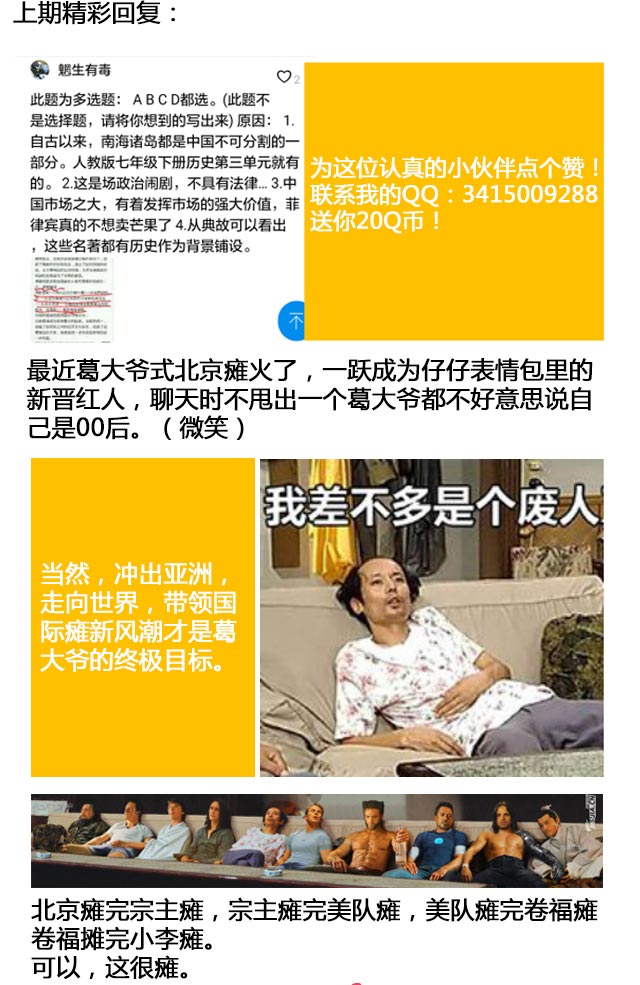 上期精彩回复：
魍生有毒
2
此题为多选题： A B C D都选。(此题不
是选择题，请将你想到的写出来) 原因： 1.
自古以来，南海诸岛都是中国不可分割的一
部分。人教版七年级下册历史第三单元就有
的。 2.这是场政治闹剧，不具有法律... 3.中
国市场之大，有着发挥市场的强大价值，菲
律宾真的不想卖芒果了 4.从典故可以看出
，这些名著都有历史作为背景铺设。
为这位认真的小伙伴点个赞！
联系我的QQ：3415009288
送你20Q币！
最近葛大爷式北京瘫火了，一跃成为仔仔表情包里的
新晋红人，聊天时不甩出一个葛大爷都不好意思说自
己是00后。（微笑）
当然，冲出亚洲，
走向世界，带领国
际瘫新风潮才是葛
大爷的终极目标。
我差不多是个废人
北京瘫完宗主瘫，宗主瘫完美队瘫，美队瘫完卷福瘫
卷福摊完小李瘫。
可以，这很瘫。